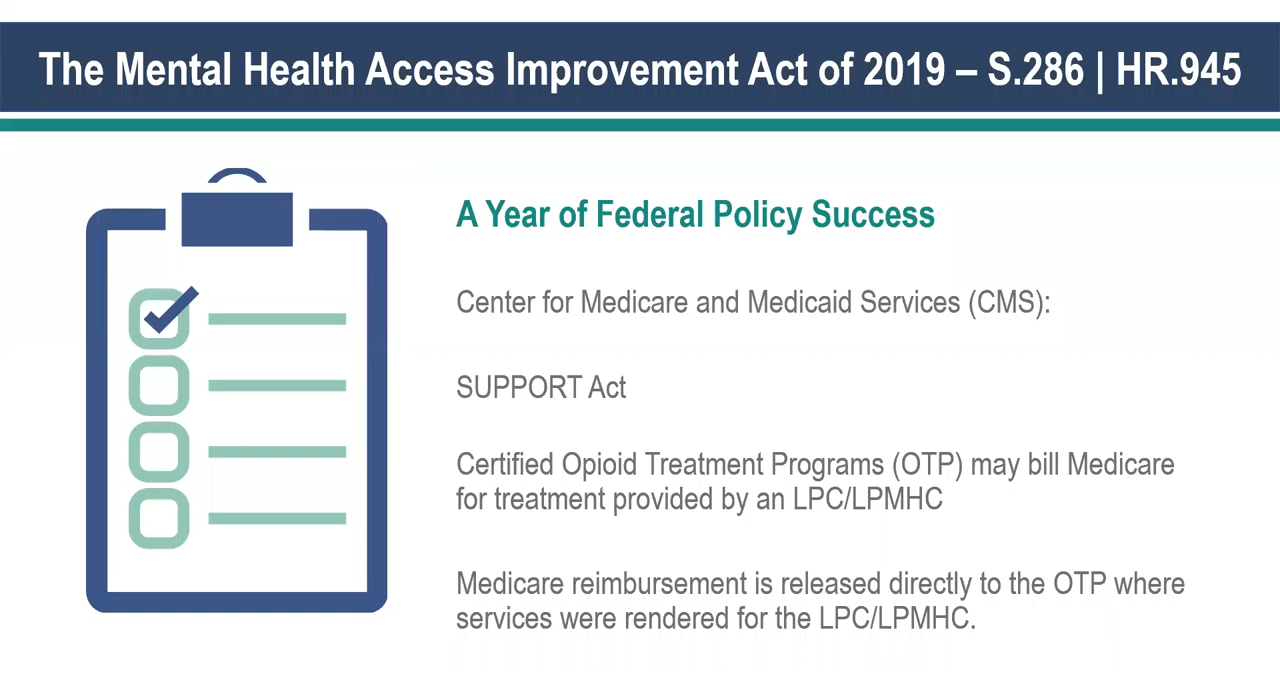 The Mental Health Access Improvement Act of 2019 – S.286 | HR.945
A Year of Federal Policy Success
Center for Medicare and Medicaid Services (CMS):
SUPPORT Act
Certified Opioid Treatment Programs (OTP) may bill Medicare
for treatment provided by an LPC/LPMHC
Medicare reimbursement is released directly to the OTP where
services were rendered for the LPC/LPMHC.